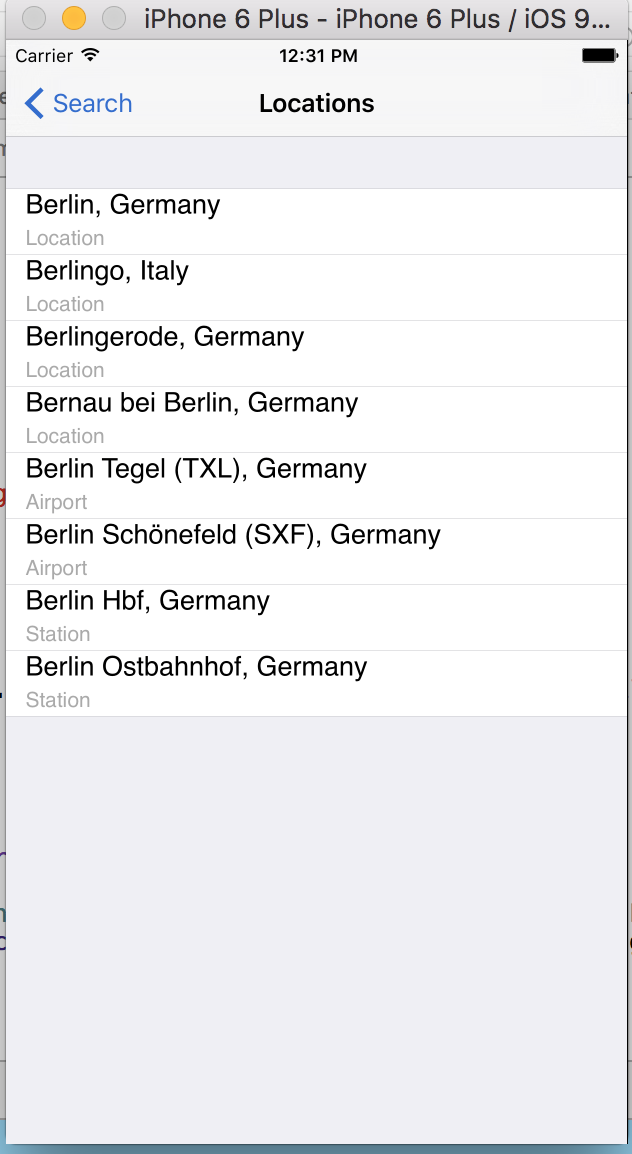 iPhone 6 Plus - iPhone 6 Plus / iOS 9...
Carrier 12:31 PM
Search Locations
Berlin, Germany
Location
Berlingo, Italy
Location
Berlingerode, Germany
Location
Bernau bei Berlin, Germany
Location
Berlin Tegel (TXL), Germany
Airport
Berlin Schönefeld (SXF), Germany
Airport
Berlin Hbf, Germany
Station
Berlin Ostbahnhof, Germany
Station